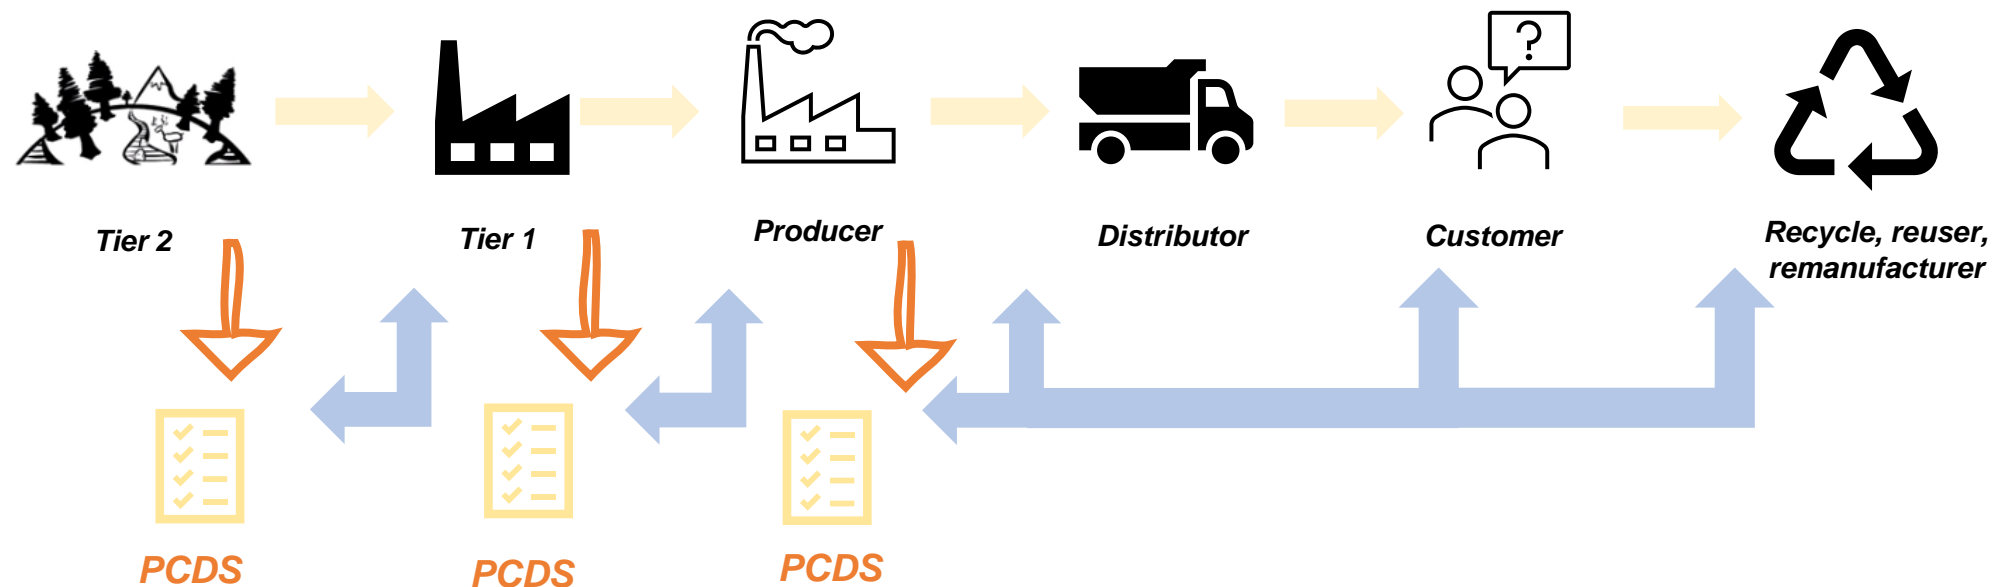 ?
Tier 2
Tier 1
Producer
Distributor
Customer
Recycle, reuser,
remanufacturer
PCDS
PCDS
PCDS